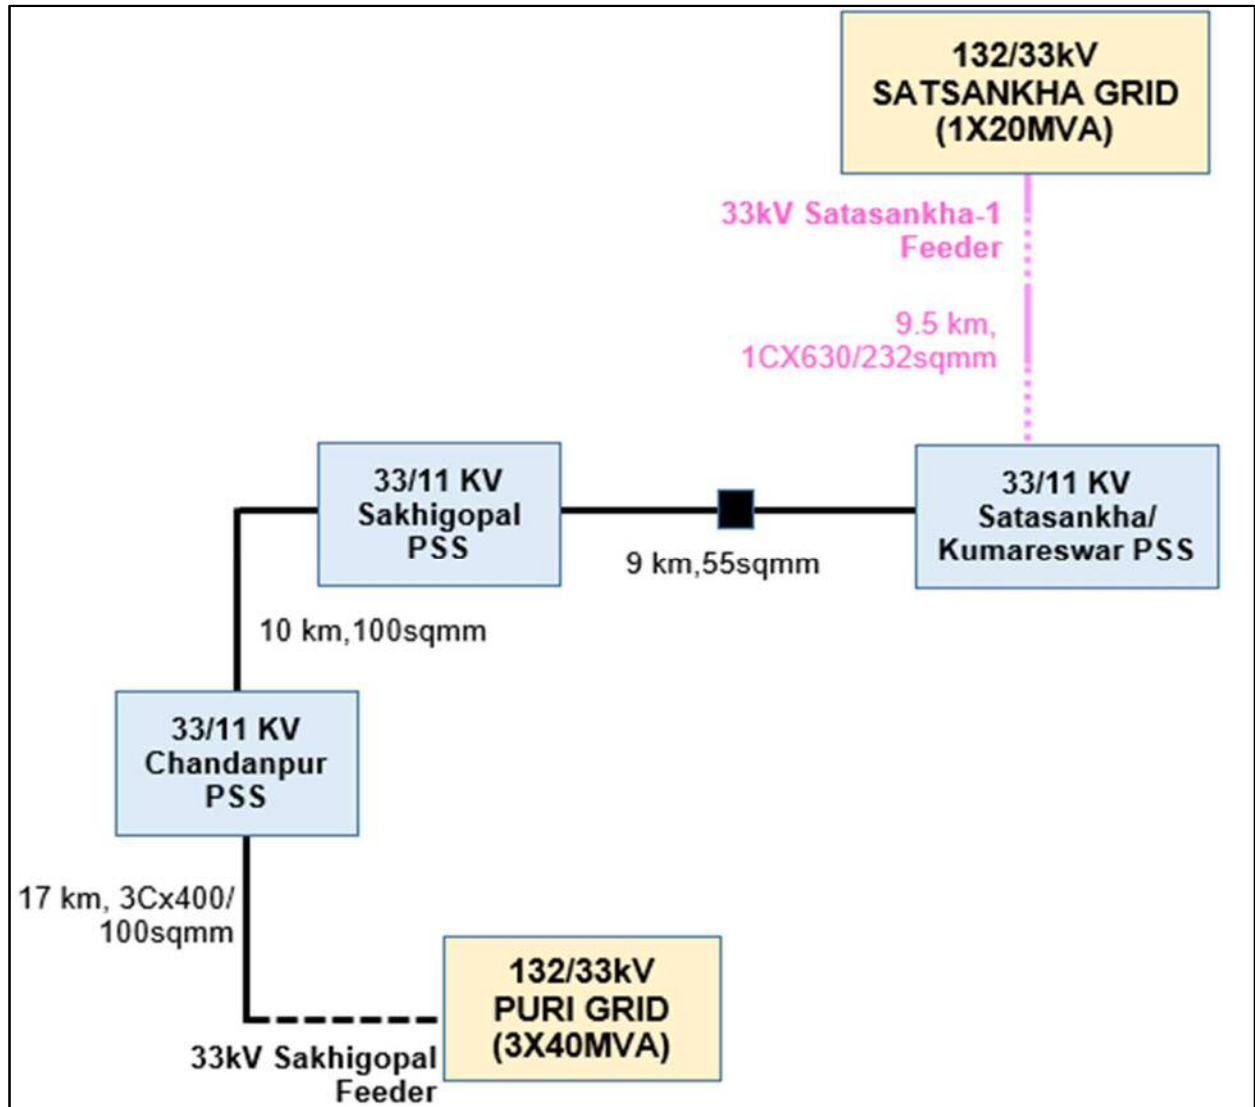 132/33kV
SATSANKHA GRID
(1X20MVA)
33kV Satasankha-1
Feeder
9.5 km,
1CX630/232sqmm
33/11 KV
Sakhigopal
PSS
33/11 KV
Satasankha/
Kumareswar PSS
9 km,55sqmm
10 km,100sqmm
33/11 KV
Chandanpur
PSS
17 km, 3Cx400/
100sqmm
132/33kV
PURI GRID
(3X40MVA)
33kV Sakhigopal
Feeder